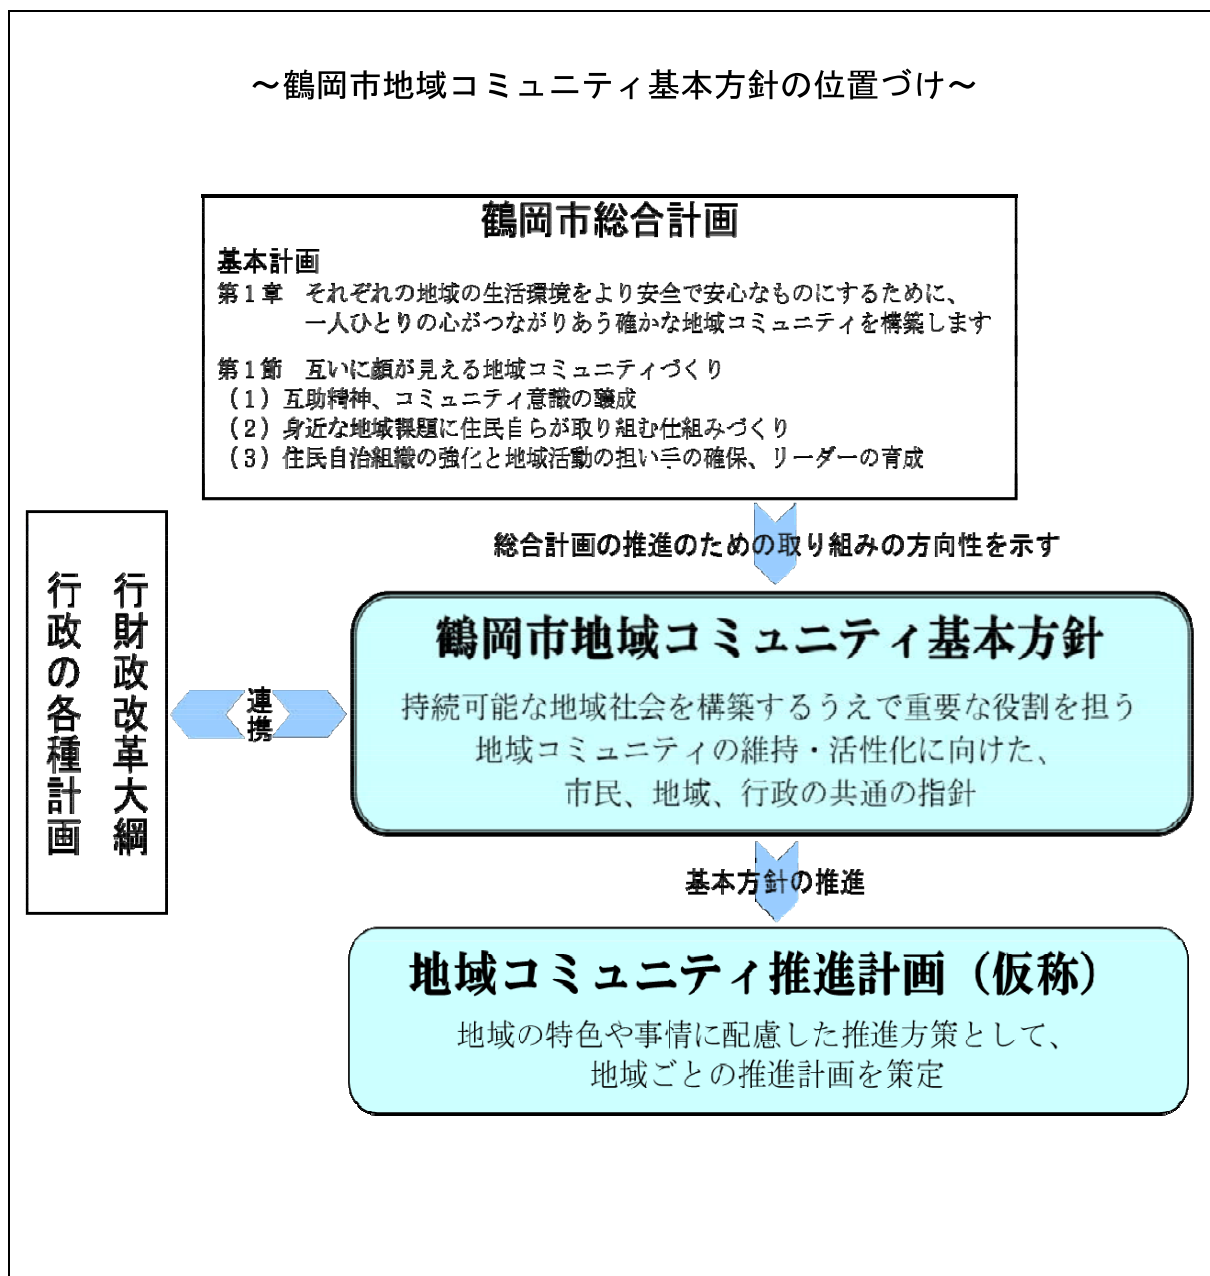 ～鶴岡市地域コミュニティ基本方針の位置づけ～
鶴岡市総合計画
基本計画
第1章　それぞれの地域の生活環境をより安全で安心なものにするために、
一人ひとりの心がつながりあう確かな地域コミュニティを構築します
第1節　互いに顔が見える地域コミュニティづくり
（1）互助精神、コミュニティ意識の醸成
（2）身近な地域課題に住民自らが取り組む仕組みづくり
（3）住民自治組織の強化と地域活動の担い手の確保、リーダーの育成
総合計画の推進のための取り組みの方向性を示す
行財政改革大綱
行政の各種計画
連携
鶴岡市地域コミュニティ基本方針
持続可能な地域社会を構築するうえで重要な役割を担う
地域コミュニティの維持・活性化に向けた、
市民、地域、行政の共通の指針
基本方針の推進
地域コミュニティ推進計画（仮称）
地域の特色や事情に配慮した推進方策として、
地域ごとの推進計画を策定